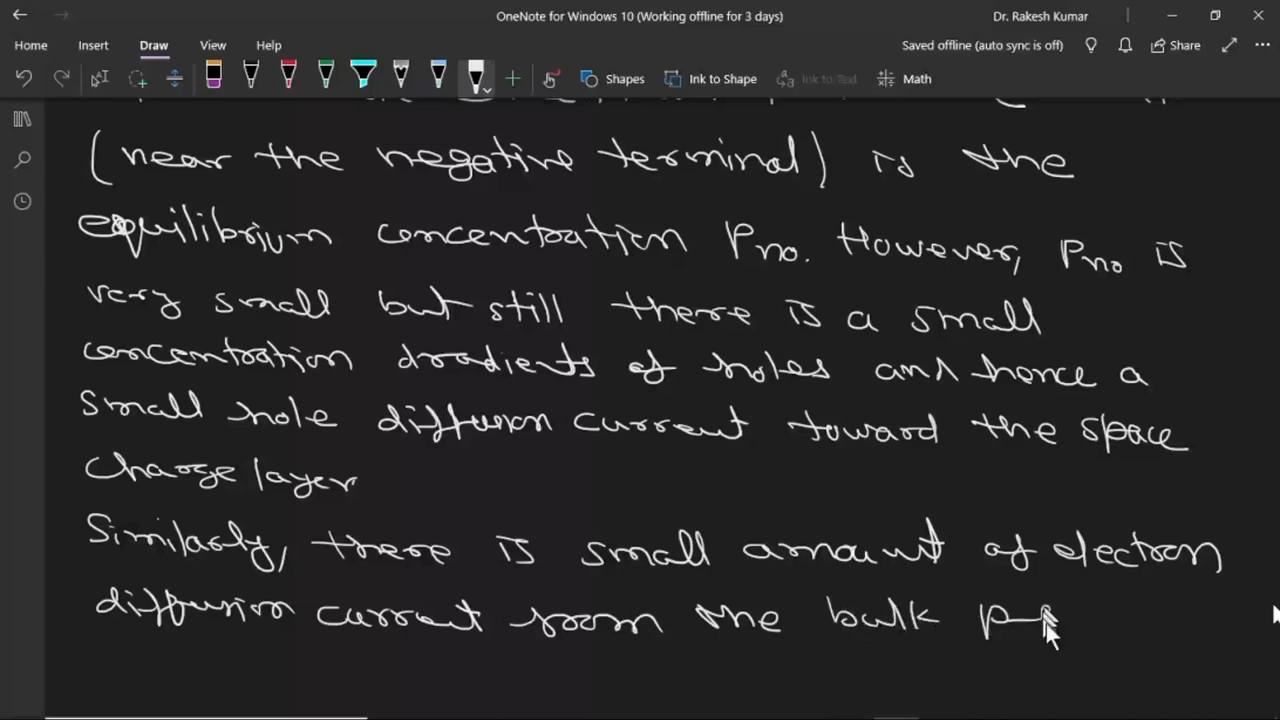 OneNote for Windows 10 (Working offline for 3 days)
Dr. Rakesh Kumar
Home Insert Draw View Help
Saved offline (auto sync is off) Share
Shapes Ink to Shape Ink to Text Math
(near the negative terminal) is the
equilibrium concentration Pno. However, Pno is
very small but still there is a small
concentration dradients of holes and hence a
small hole diffusion current toward the space
charge layer
Similarly, there is small amount of electron
diffusion current from the bulk p-